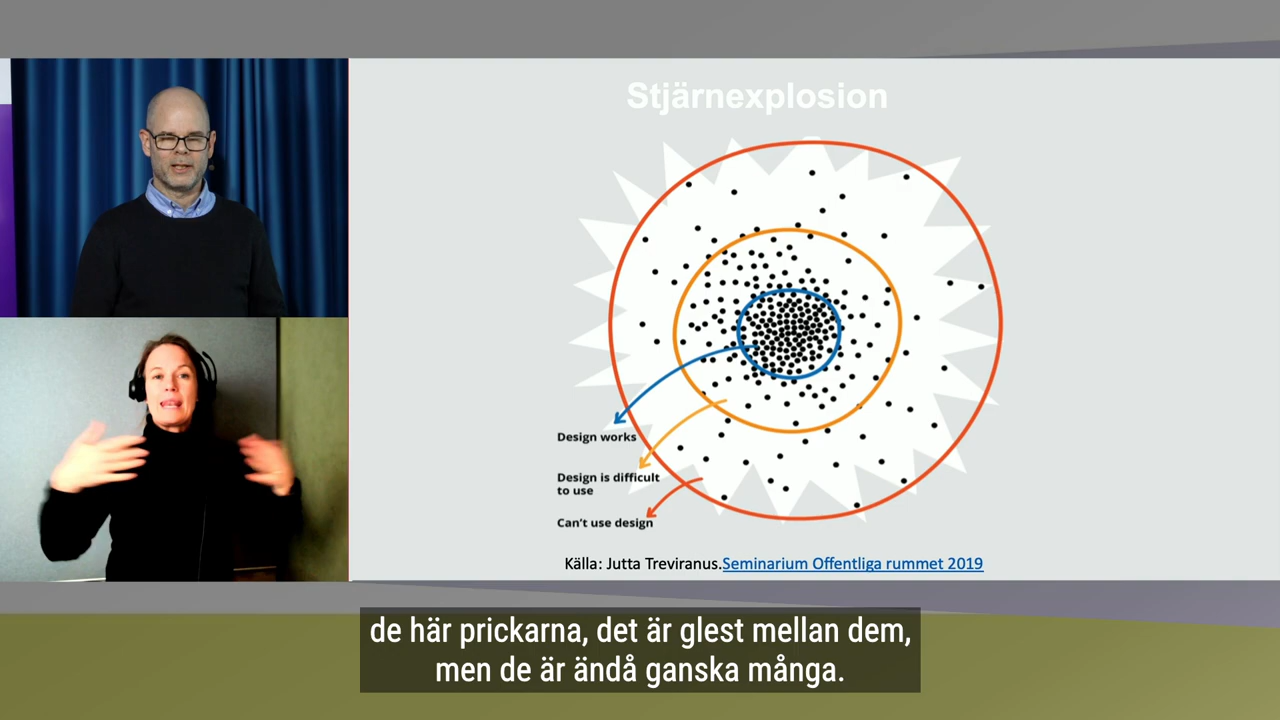 Stjärnexplosion
Design works
Design is difficult
to use
Can't use design
Källa: Jutta Treviranus.Seminarium Offentliga rummet 2019
de här prickarna, det är glest mellan dem,
men de är ändå ganska många.